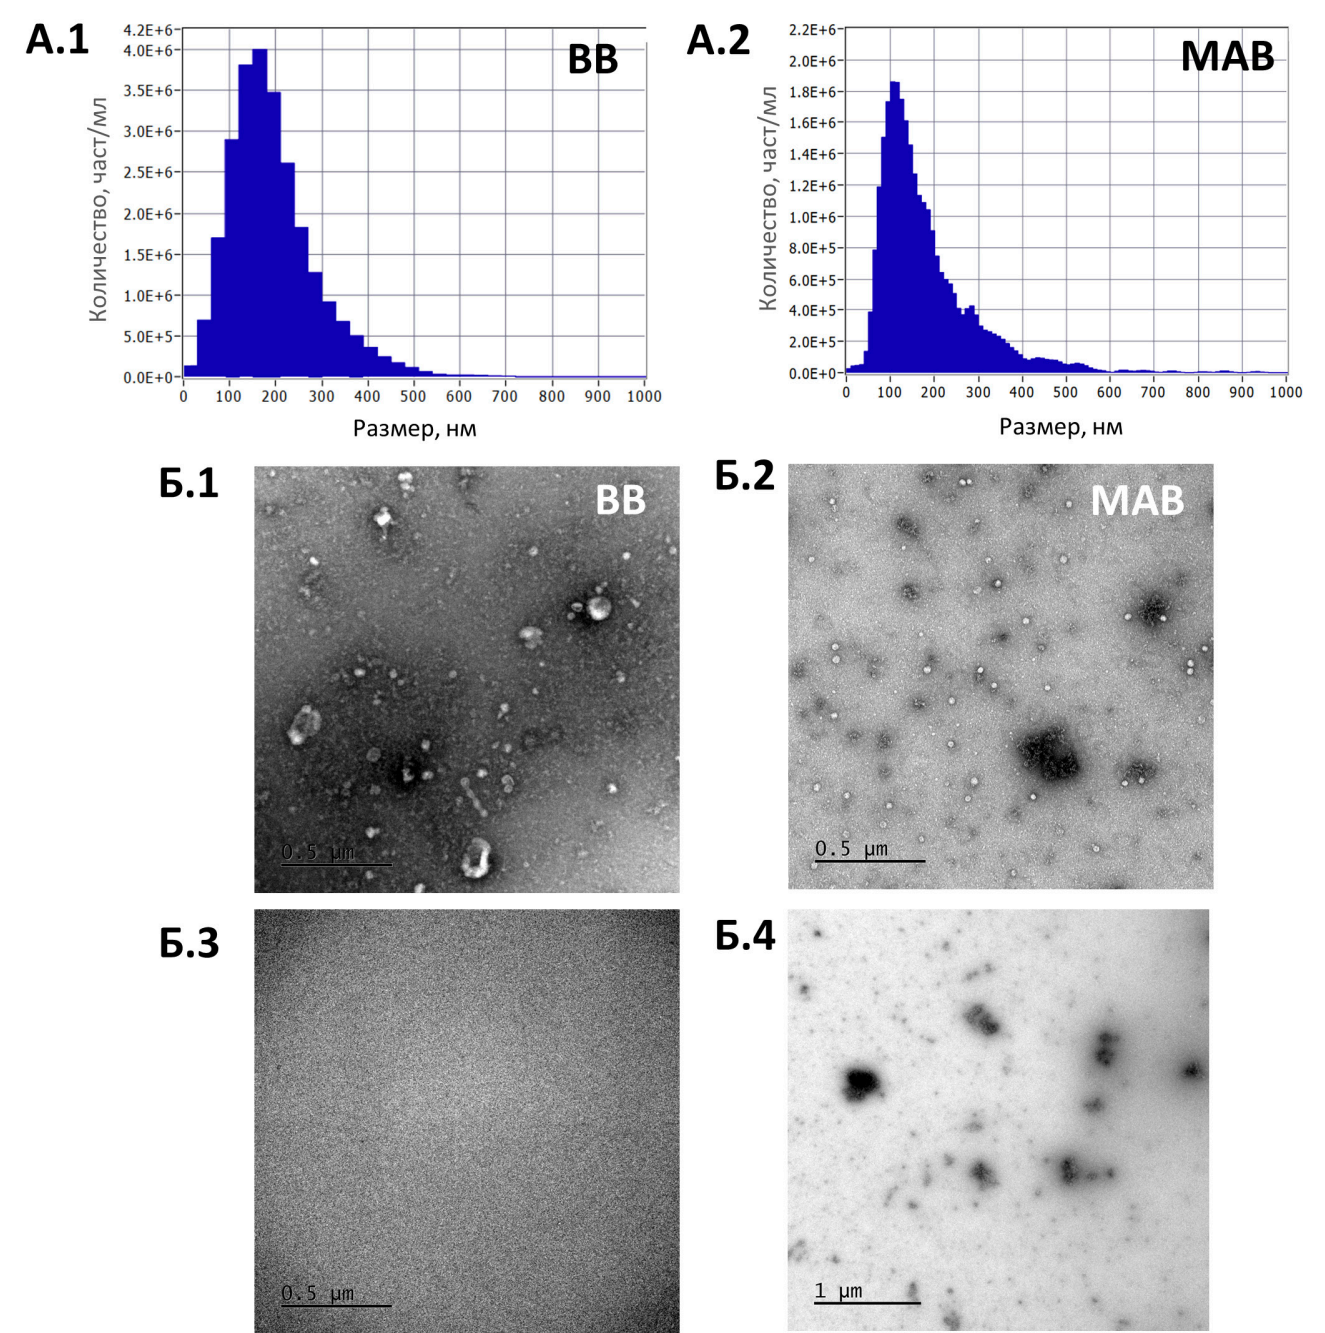 А.1
ВВ
4.2E+6
4.0E+6
3.5E+6
3.0E+6
2.5E+6
2.0E+6
1.5E+6
1.0E+6
5.0E+5
0.0E+0
Количество, част/мл
0 100 200 300 400 500 600 700 800 900 1000
Размер, нм
А.2
МАВ
2.2E+6
2.0E+6
1.8E+6
1.6E+6
1.4E+6
1.2E+6
1.0E+6
8.0E+5
6.0E+5
4.0E+5
2.0E+5
0.0E+0
Количество, част/мл
0 100 200 300 400 500 600 700 800 900 1000
Размер, нм
Б.1
ВВ
0.5 µm
Б.2
МАВ
0.5 µm
Б.3
0.5 µm
Б.4
1 µm